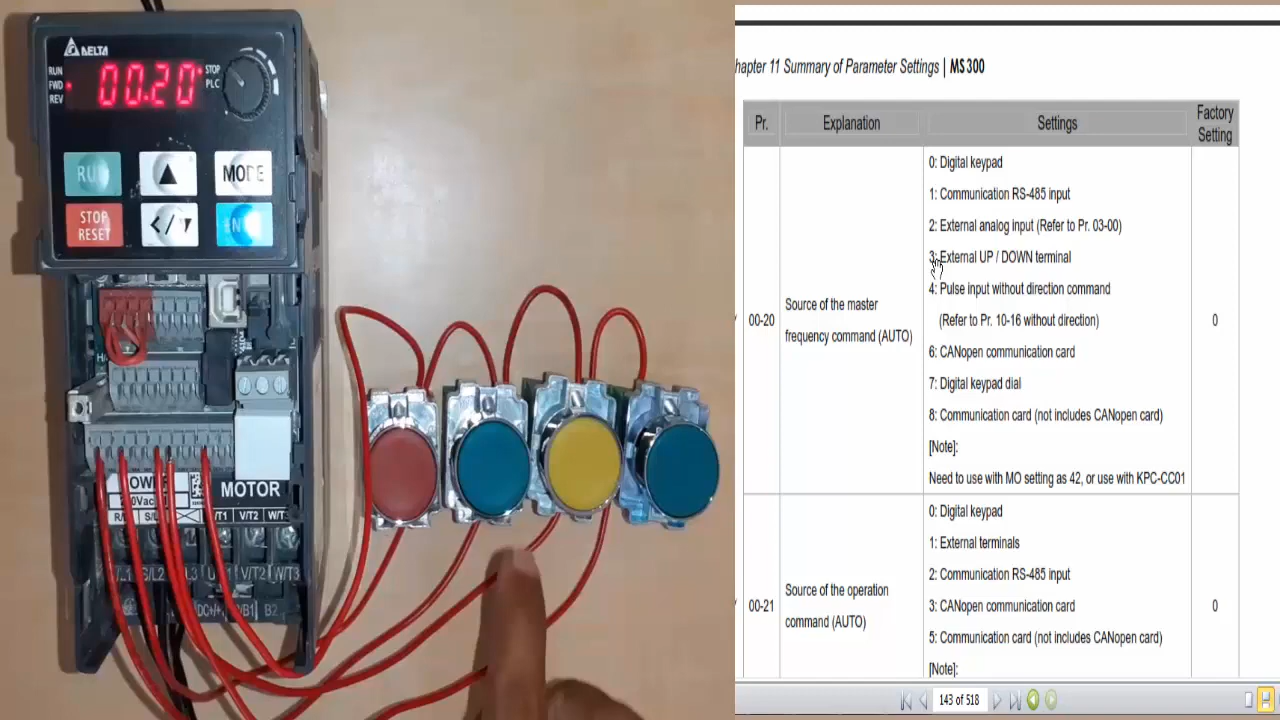 DELTA
RUN
FWD
REV
00.20
STOP
PLC
RUN
MODE
STOP
RESET
MOTOR
V/T2
V/T2
W/T3
B2
hapter 11 Summary of Parameter Settings | MS300
Pr. Explanation Settings Factory Setting
0: Digital keypad
1: Communication RS-485 input
2: External analog input (Refer to Pr. 03-00)
3: External UP / DOWN terminal
4: Pulse input without direction command
(Refer to Pr. 10-16 without direction)
6: CANopen communication card
7: Digital keypad dial
8: Communication card (not includes CANopen card)
[Note]:
Need to use with MO setting as 42, or use with KPC-CC01
00-20
Source of the master
frequency command (AUTO)
0
0: Digital keypad
1: External terminals
2: Communication RS-485 input
3: CANopen communication card
5: Communication card (not includes CANopen card)
[Note]:
00-21
Source of the operation
command (AUTO)
0
143 of 518